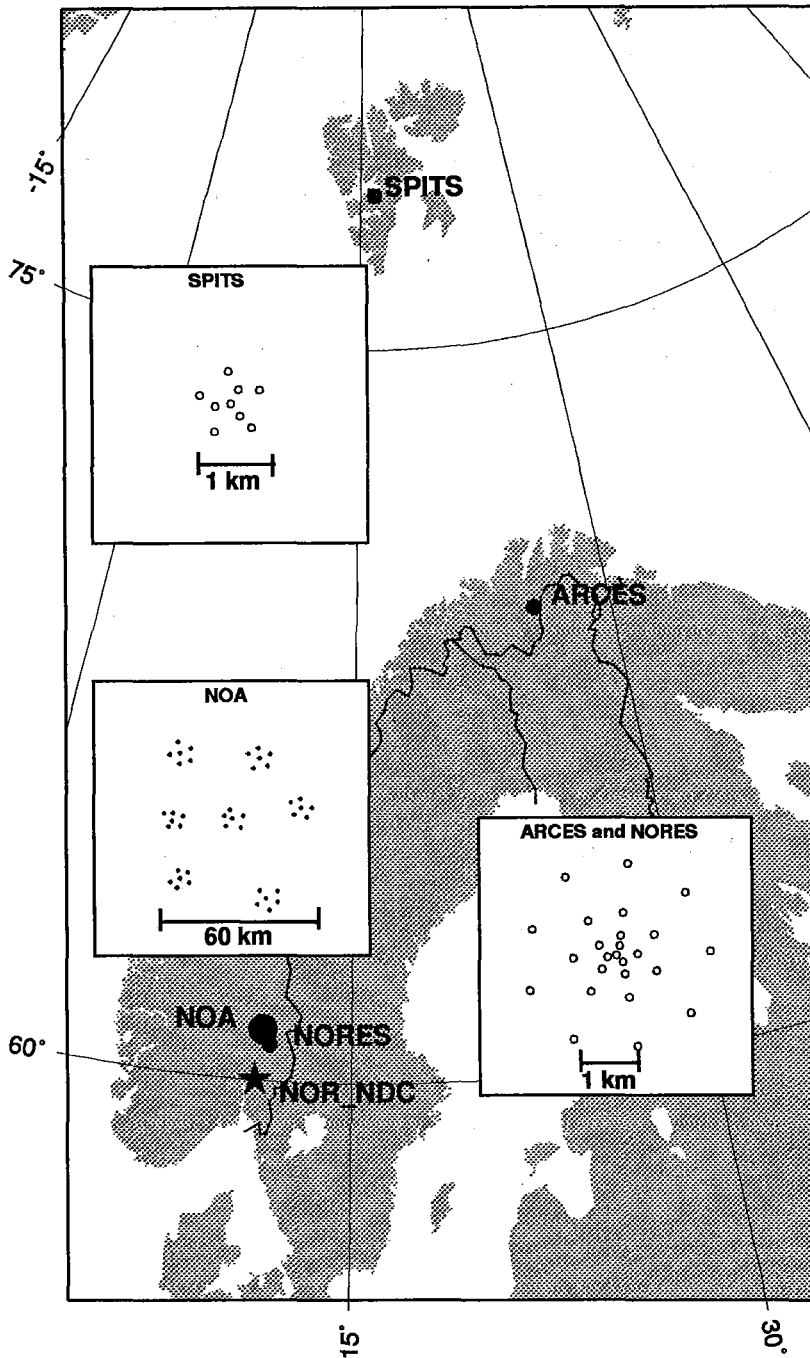 -15°
SPITS
75°
SPITS
1 km
ARCES
NOA
60 km
ARCES and NORES
1 km
NOA
NORES
60°
NOR_NDC
15°
30°